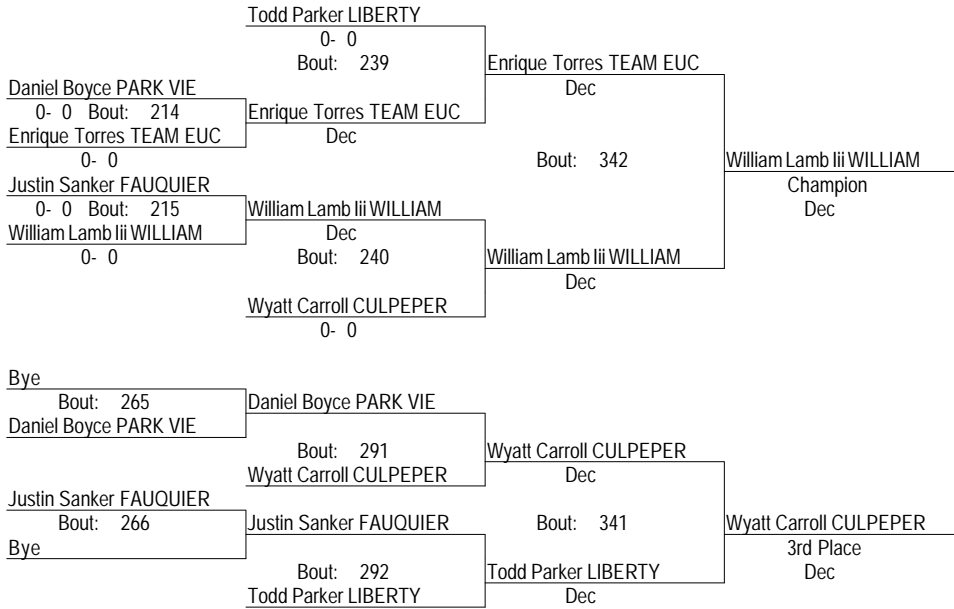 Todd Parker LIBERTY
0- 0
Bout: 239
Enrique Torres TEAM EUC
Dec
Daniel Boyce PARK VIE
0- 0 Bout: 214
Enrique Torres TEAM EUC
Enrique Torres TEAM EUC
Dec
0- 0
Bout: 342
William Lamb Iii WILLIAM
Champion
Dec
Justin Sanker FAUQUIER
0- 0 Bout: 215
William Lamb Iii WILLIAM
William Lamb Iii WILLIAM
Dec
0- 0
Bout: 240
William Lamb Iii WILLIAM
Dec
Wyatt Carroll CULPEPER
0- 0
Bye
Bout: 265
Daniel Boyce PARK VIE
Daniel Boyce PARK VIE
Bout: 291
Wyatt Carroll CULPEPER
Dec
Wyatt Carroll CULPEPER
Justin Sanker FAUQUIER
Bout: 266
Justin Sanker FAUQUIER
Bout: 341
Wyatt Carroll CULPEPER
Bye
3rd Place
Dec
Bout: 292
Todd Parker LIBERTY
Dec
Todd Parker LIBERTY